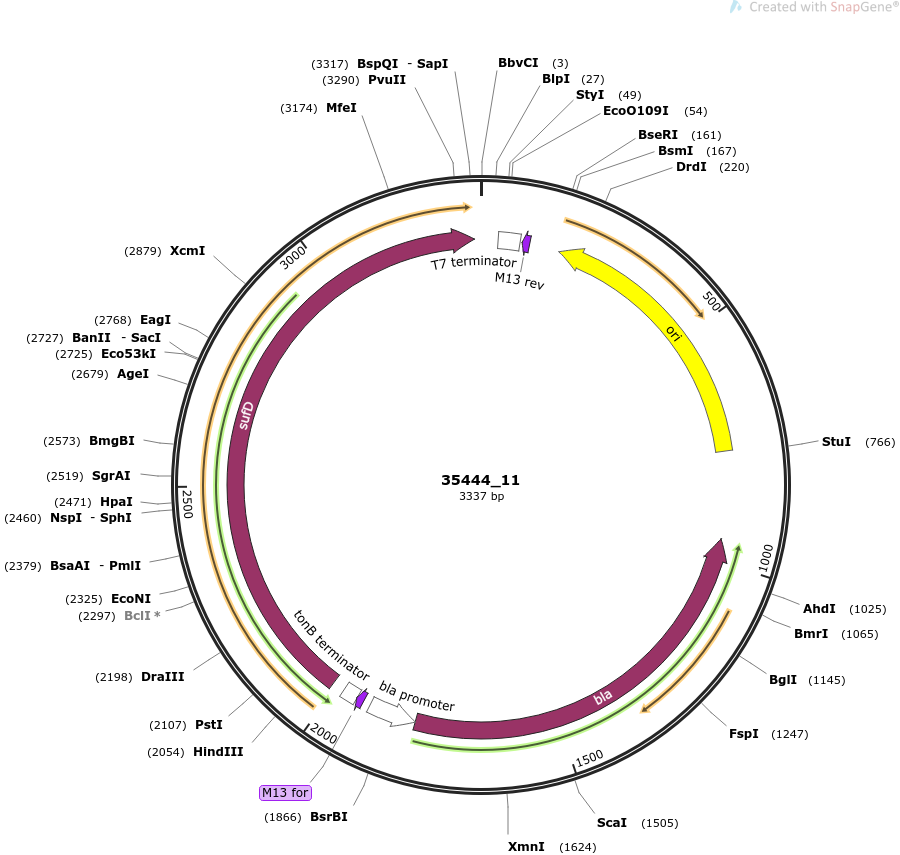 Created with SnapGene®
(3317) BspQI - SapI
(3290) PvuII
(3174) MfeI
BbvCI (3)
BlpI (27)
StyI (49)
EcoO109I (54)
BseRI (161)
BsmI (167)
DrdI (220)
(2879) XcmI
3000
T7 terminator
M13 rev
500
ori
(2768) EagI
(2727) BanII - SacI
(2725) Eco53kI
(2679) AgeI
sufD
(2573) BmgBI
StuI (766)
(2519) SgrAI
35444_11
3337 bp
(2471) HpaI
(2460) NspI - SphI
2500
(2379) BsaAI - PmlI
1000
(2325) EcoNI
(2297) BclI *
AhdI (1025)
BmrI (1065)
tonB terminator
bla promoter
(2198) DraIII
BglI (1145)
bla
(2107) PstI
2000
FspI (1247)
(2054) HindIII
1500
M13 for
(1866) BsrBI
ScaI (1505)
XmnI (1624)